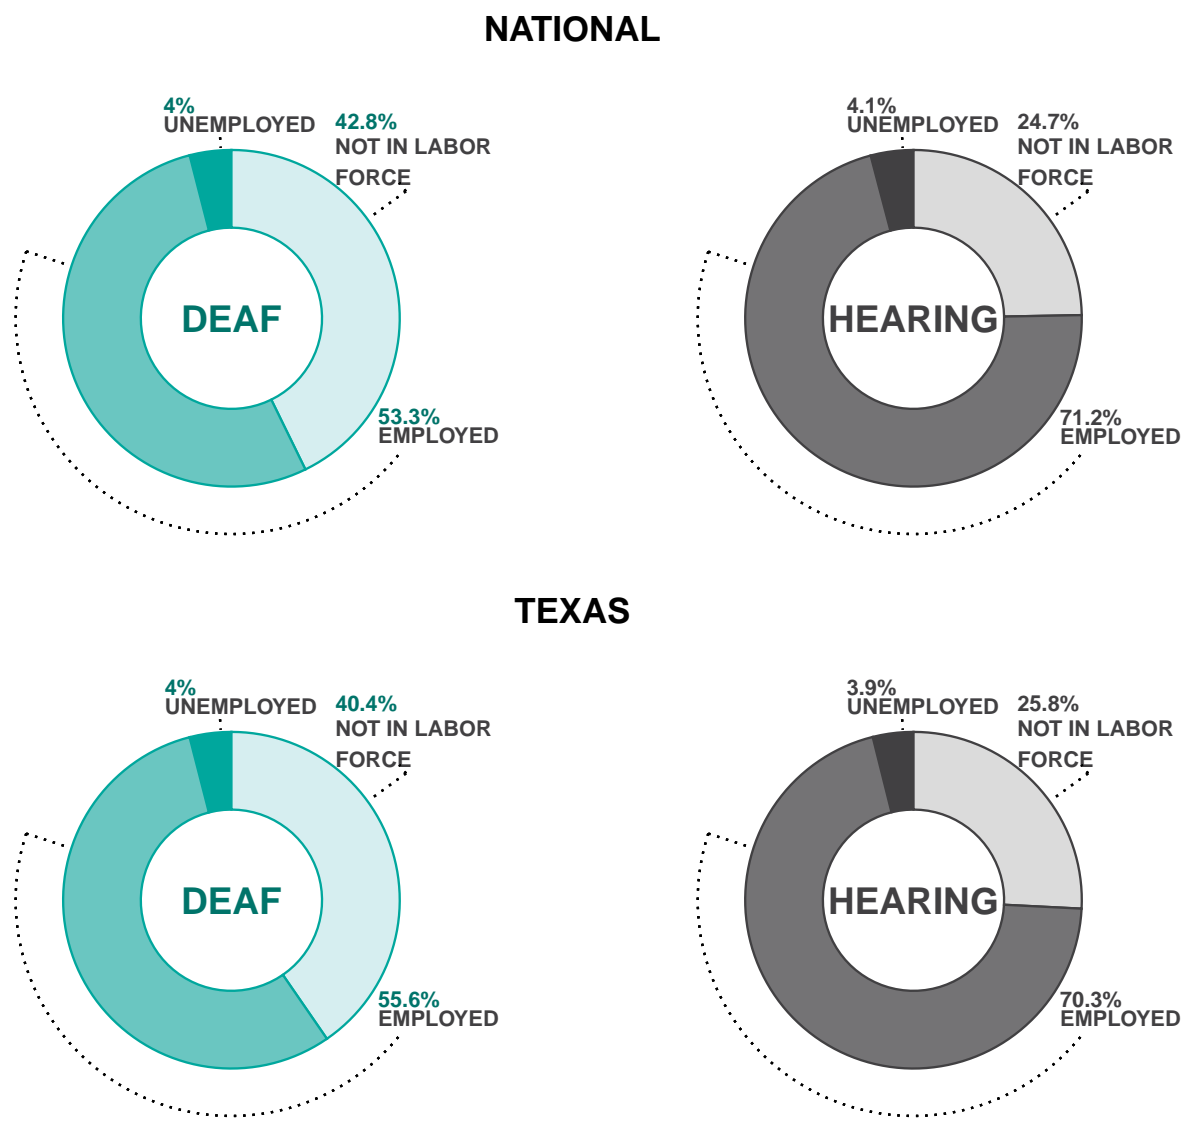 NATIONAL
4%
UNEMPLOYED
42.8%
NOT IN LABOR
FORCE
DEAF
53.3%
EMPLOYED
4.1%
UNEMPLOYED
24.7%
NOT IN LABOR
FORCE
HEARING
71.2%
EMPLOYED
TEXAS
4%
UNEMPLOYED
40.4%
NOT IN LABOR
FORCE
DEAF
55.6%
EMPLOYED
3.9%
UNEMPLOYED
25.8%
NOT IN LABOR
FORCE
HEARING
70.3%
EMPLOYED